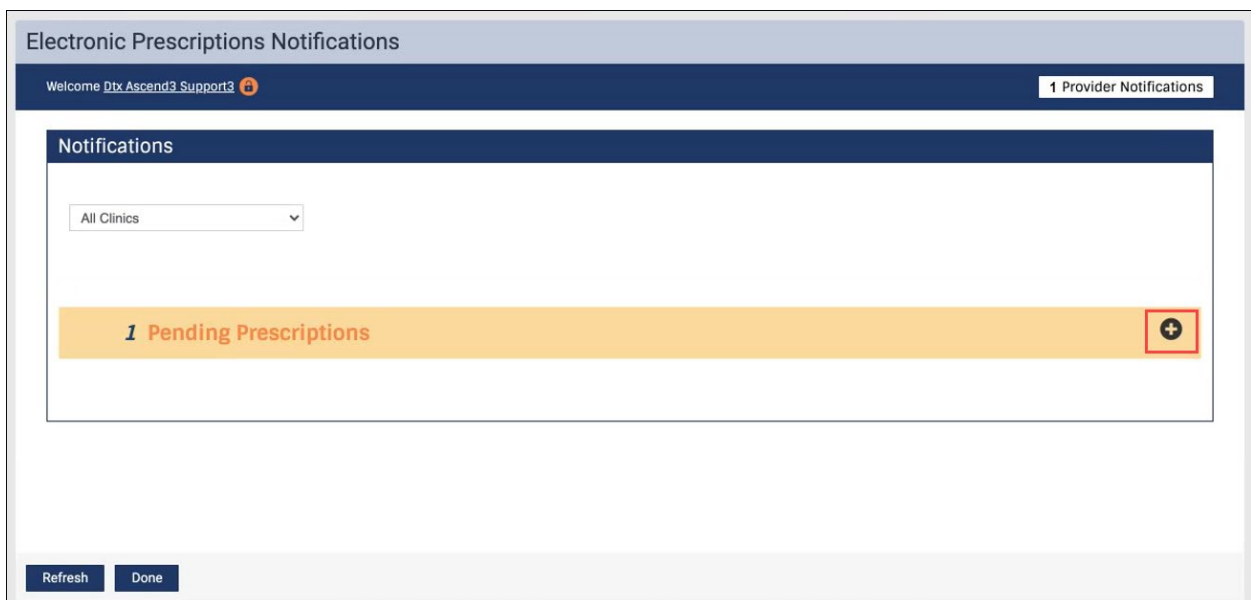 Electronic Prescriptions Notifications
Welcome Dtx Ascend3 Support3
1 Provider Notifications
Notifications
All Clinics
1 Pending Prescriptions
Refresh
Done